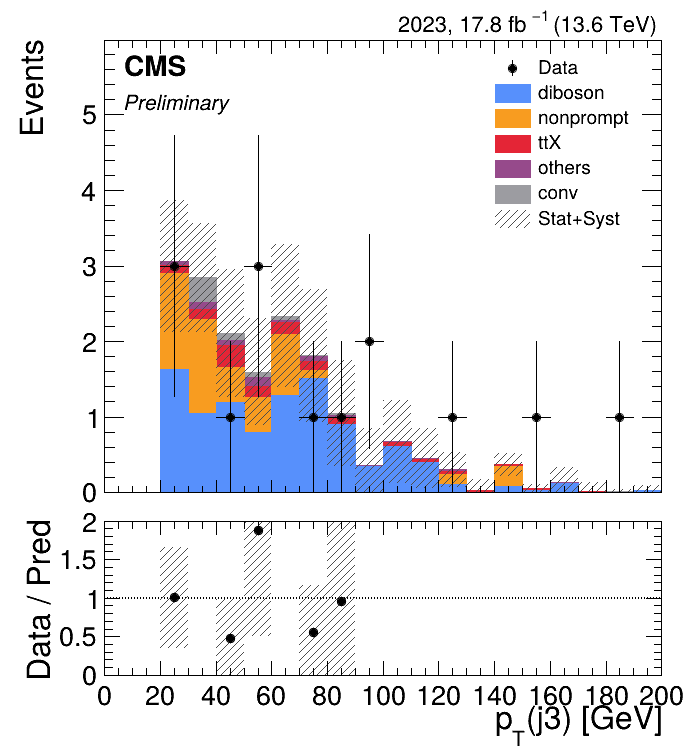 2023, 17.8 fb⁻¹ (13.6 TeV)
CMS
Preliminary
Events
Data
diboson
nonprompt
ttX
others
conv
Stat+Syst
5
4
3
2
1
0
Data / Pred
2
1.5
1
0.5
0
0 20 40 60 80 100 120 140 160 180 200
p_T(j3) [GeV]